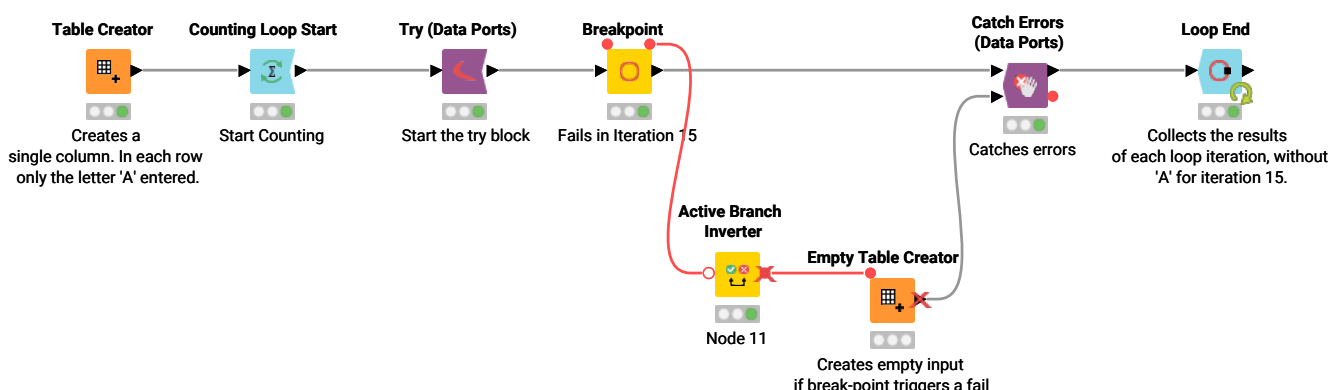 Table Creator
Creates a
single column. In each row
only the letter 'A' entered.
Counting Loop Start
Start Counting
Try (Data Ports)
Start the try block
Breakpoint
Fails in Iteration 15
Active Branch
Inverter
Node 11
Empty Table Creator
Creates empty input
if break-point triggers a fail
Catch Errors
(Data Ports)
Catches errors
Loop End
Collects the results
of each loop iteration, without
'A' for iteration 15.